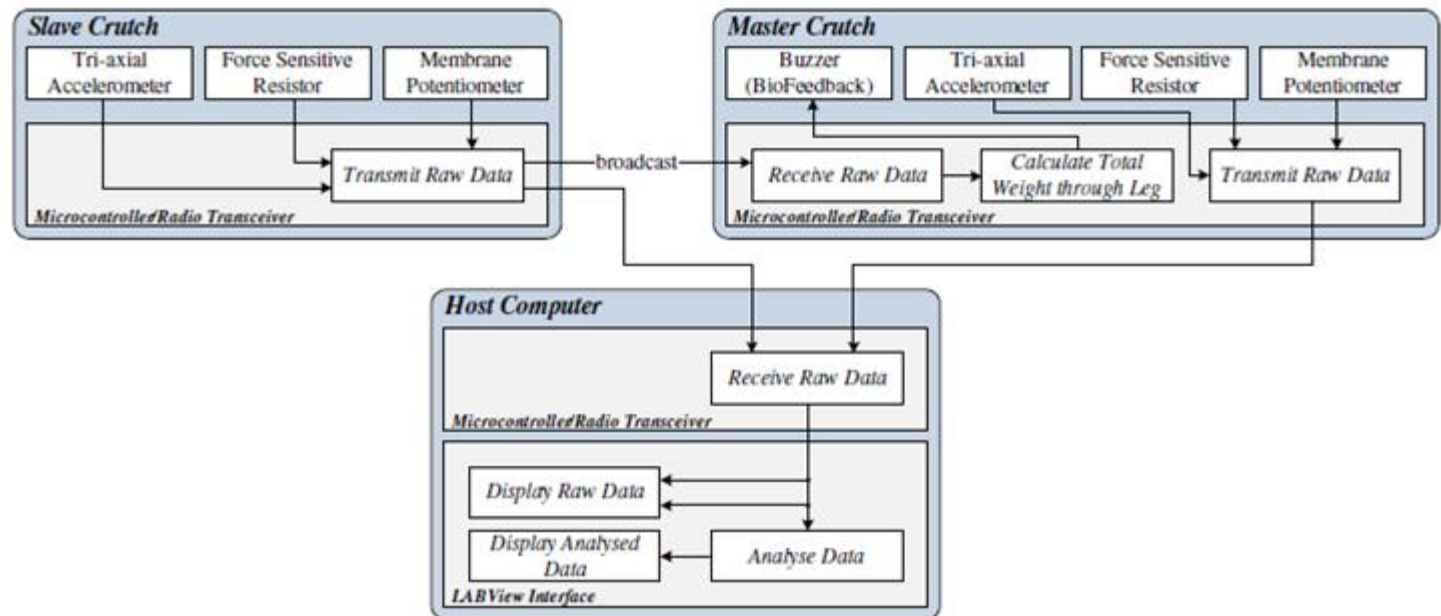 Slave Crutch
Tri-axial
Accelerometer
Force Sensitive
Resistor
Membrane
Potentiometer
Transmit Raw Data
Microcontroller/Radio Transceiver
broadcast
Master Crutch
Buzzer
(BioFeedback)
Tri-axial
Accelerometer
Force Sensitive
Resistor
Membrane
Potentiometer
Receive Raw Data
Calculate Total
Weight through Leg
Transmit Raw Data
Microcontroller/Radio Transceiver
Host Computer
Receive Raw Data
Microcontroller/Radio Transceiver
Display Raw Data
Display Analysed
Data
Analyse Data
LABView Interface